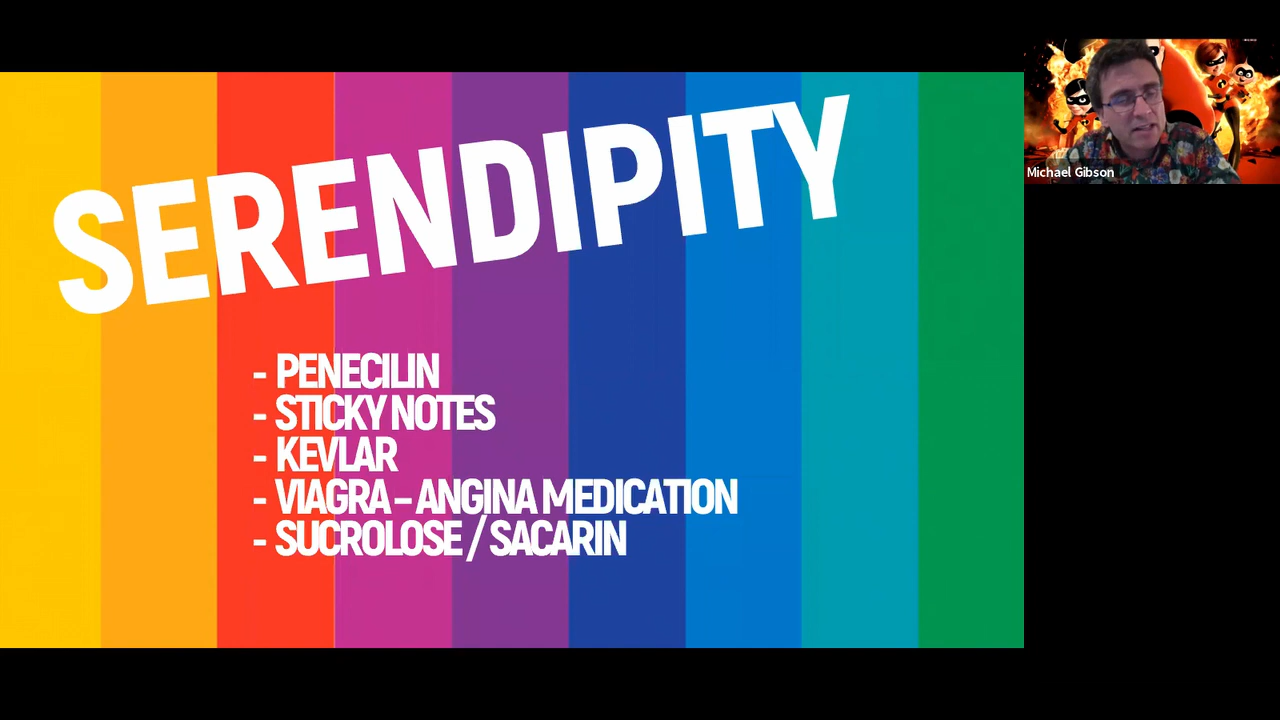 SERENDIPITY
- PENECILIN
- STICKY NOTES
- KEVLAR
- VIAGRA – ANGINA MEDICATION
- SUCROLOSE / SACARIN
Michael Gibson